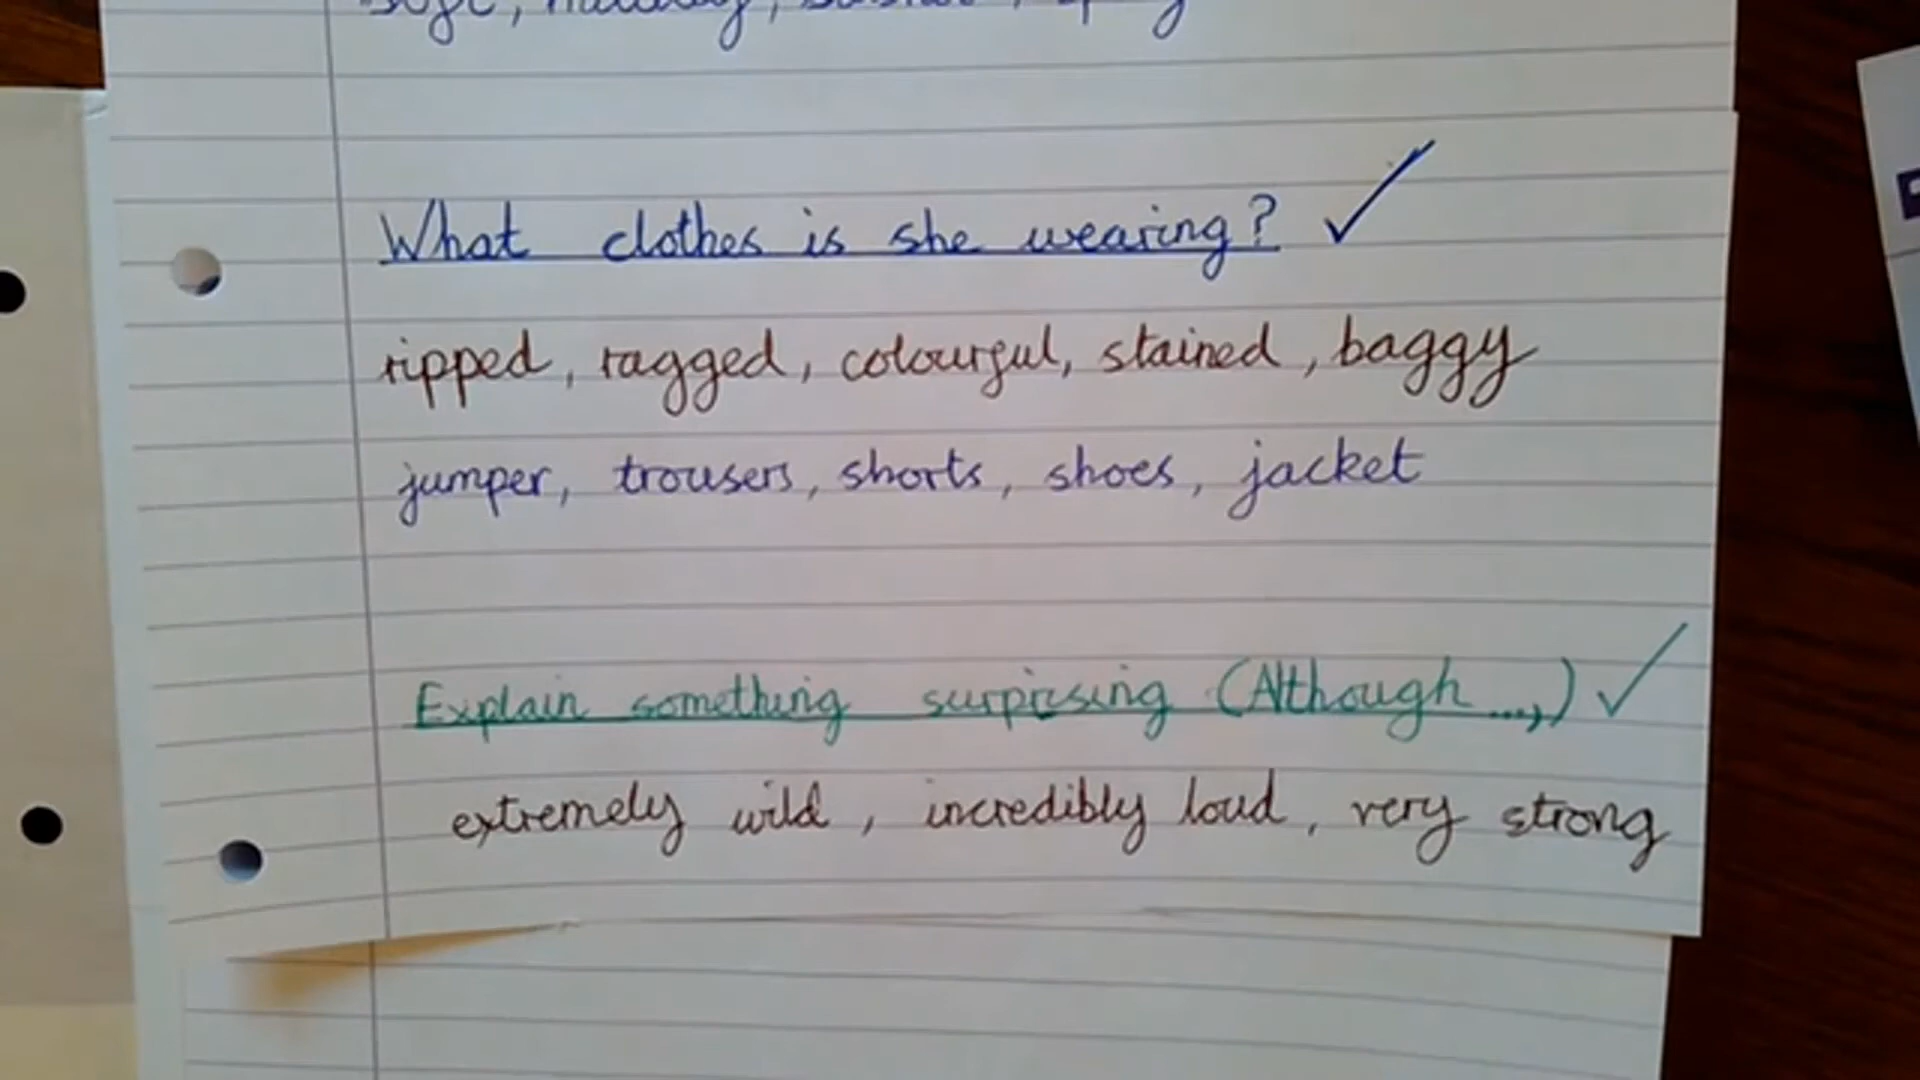 What clothes is she wearing? ✓
ripped, ragged, colourful, stained, baggy
jumper, trousers, shorts, shoes, jacket
Explain something surprising (Although ...,) ✓
extremely wild, incredibly loud, very strong